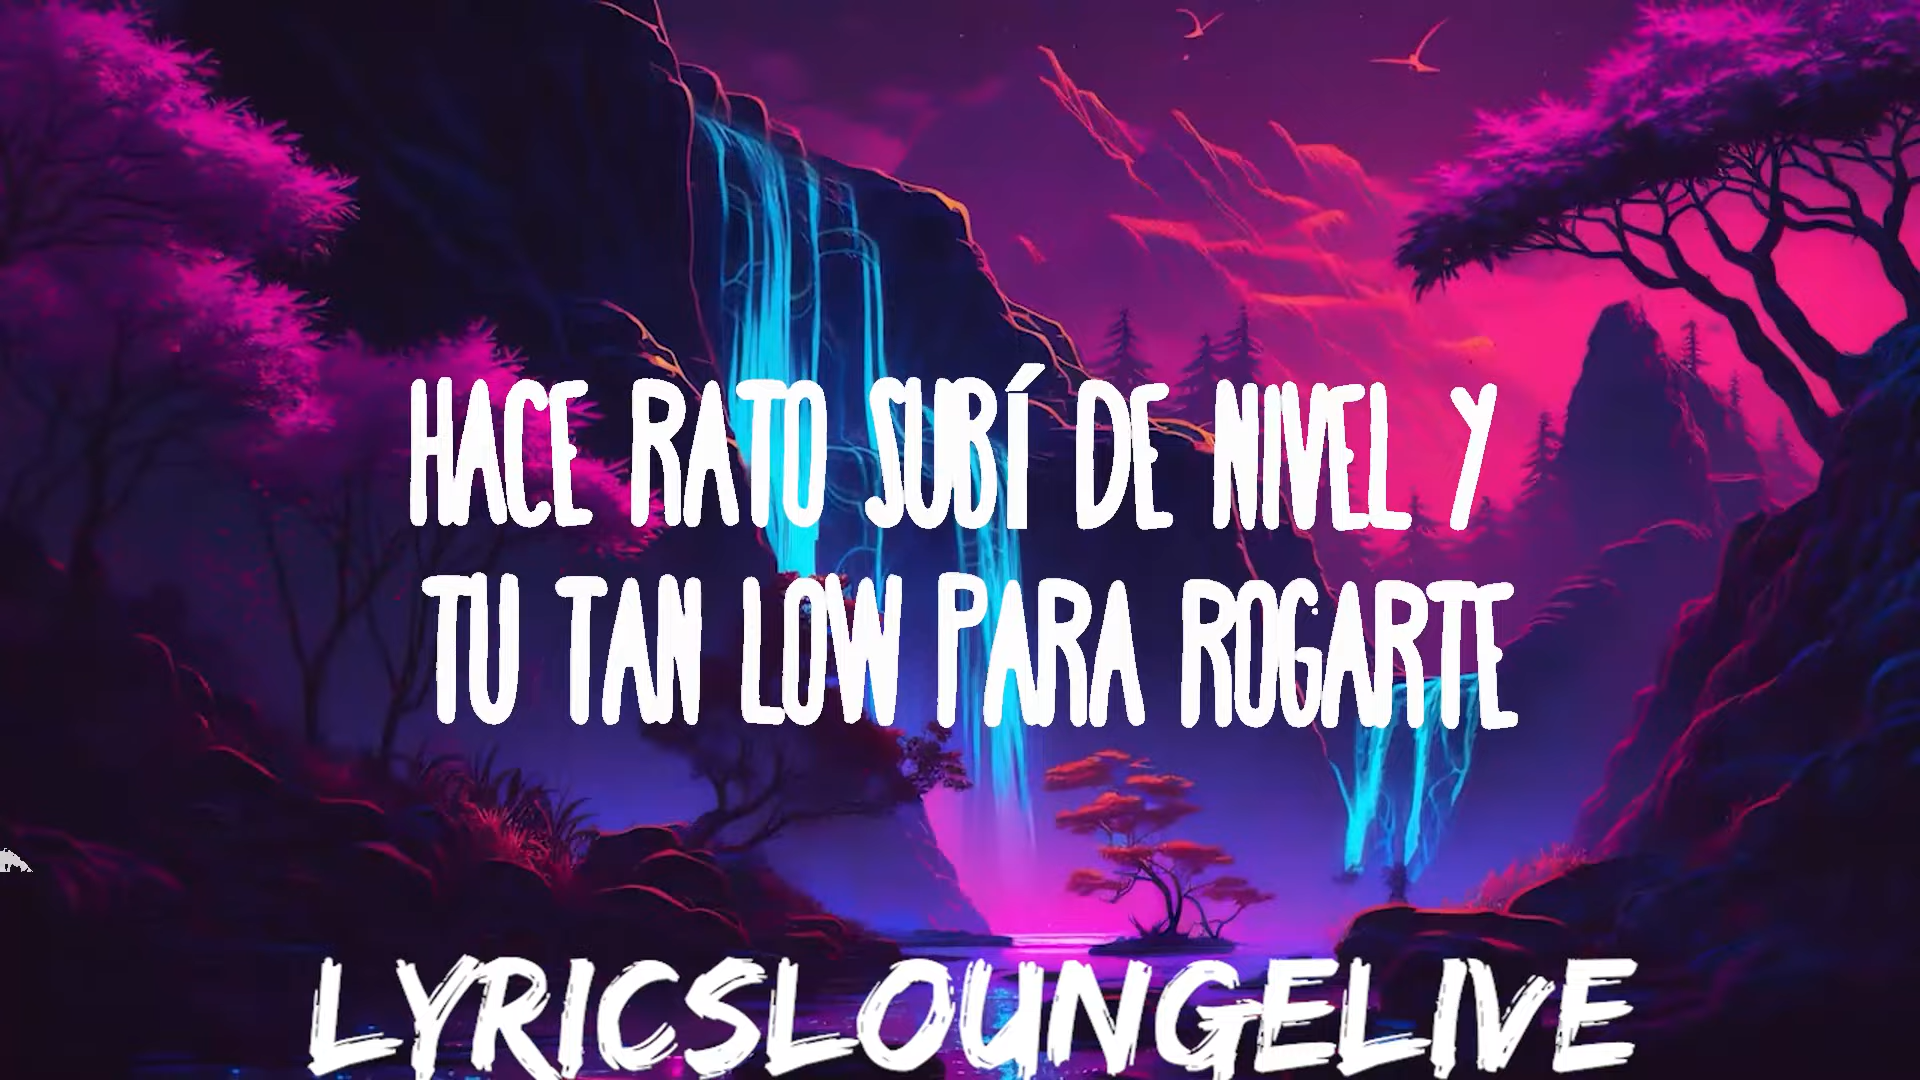 HACE RATO SUBÍ DE NIVEL Y
TU TAN LOW PARA ROGARTE
LYRICSLOUNGELIVE